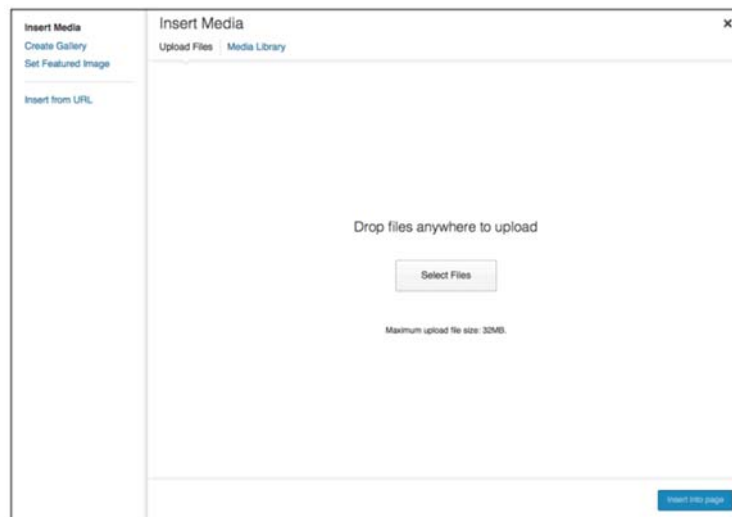 Insert Media
Create Gallery
Set Featured Image
Insert from URL
Insert Media
Upload Files
Media Library
Drop files anywhere to upload
Select Files
Maximum upload file size: 32MB.
Insert into page